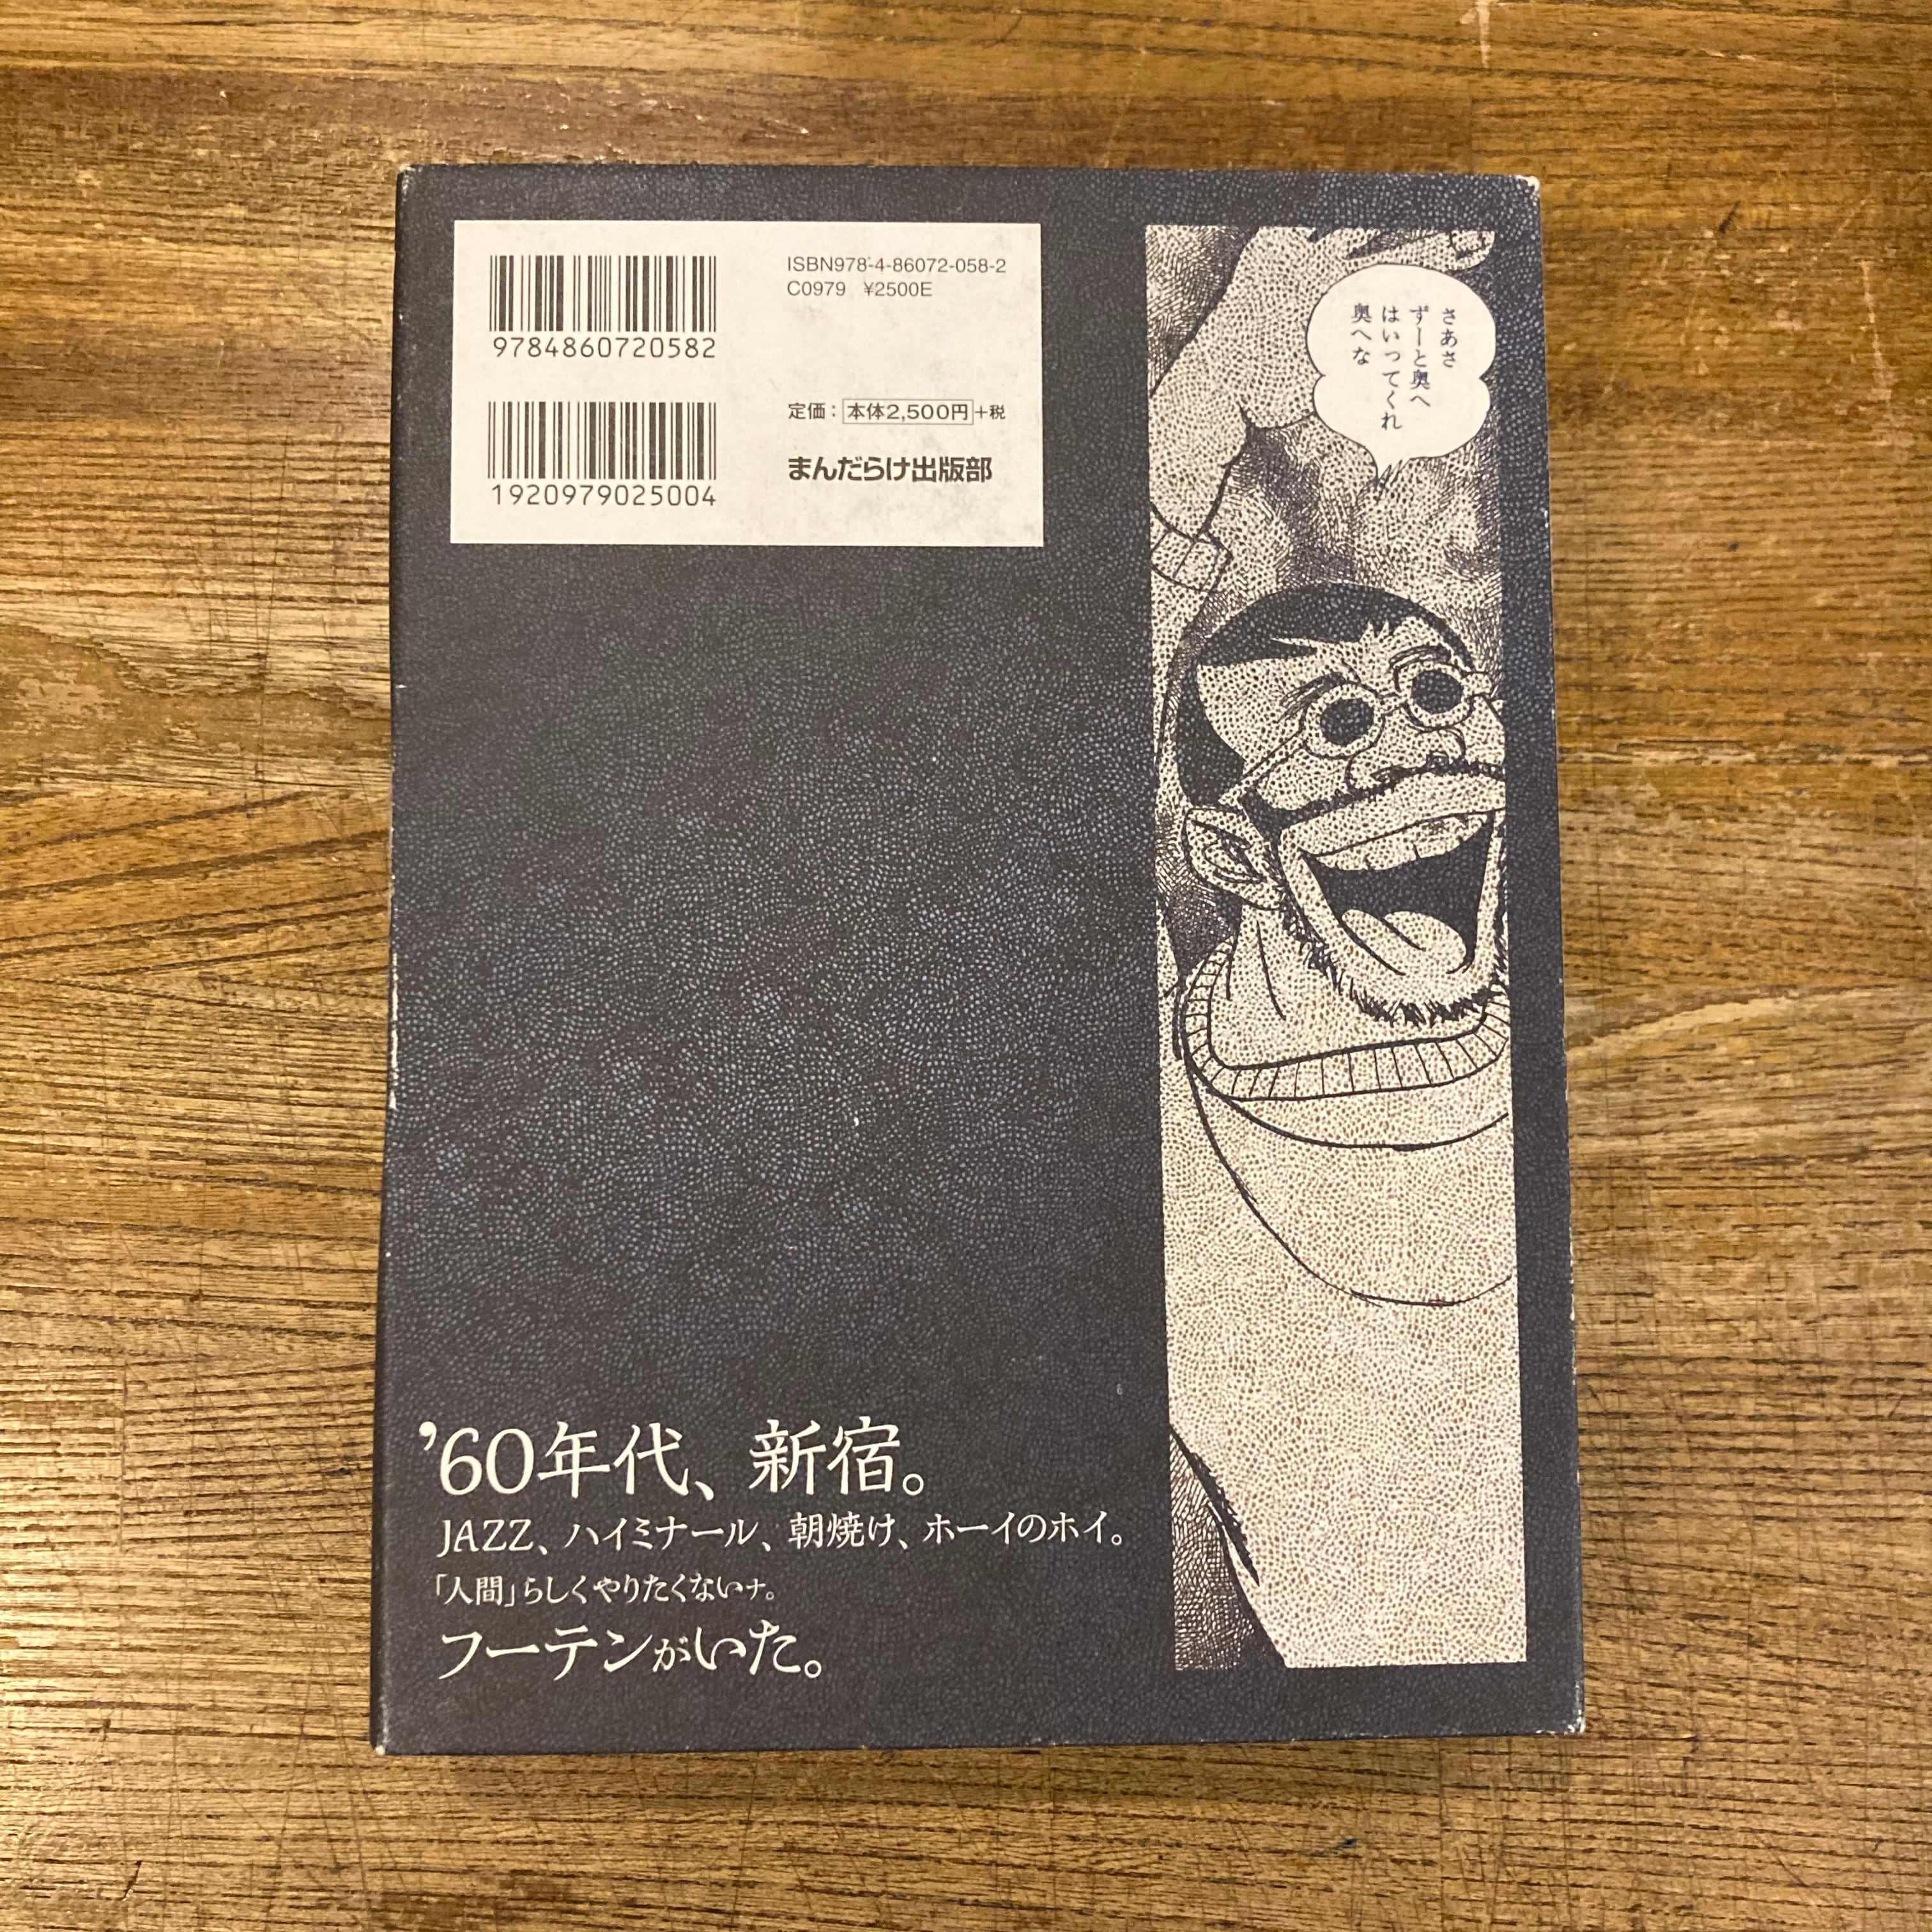 9784860720582
1920979025004
ISBN978-4-86072-058-2
C0979 ¥2500E
定価：本体2,500円+税
まんだらけ出版部
さあさ
ずーと奥へ
はいってくれ
奥へな
’60年代、新宿。
JAZZ、ハイミナール、朝焼け、ホーイのホイ。
「人間」らしくやりたくないナ。
フーテンがいた。